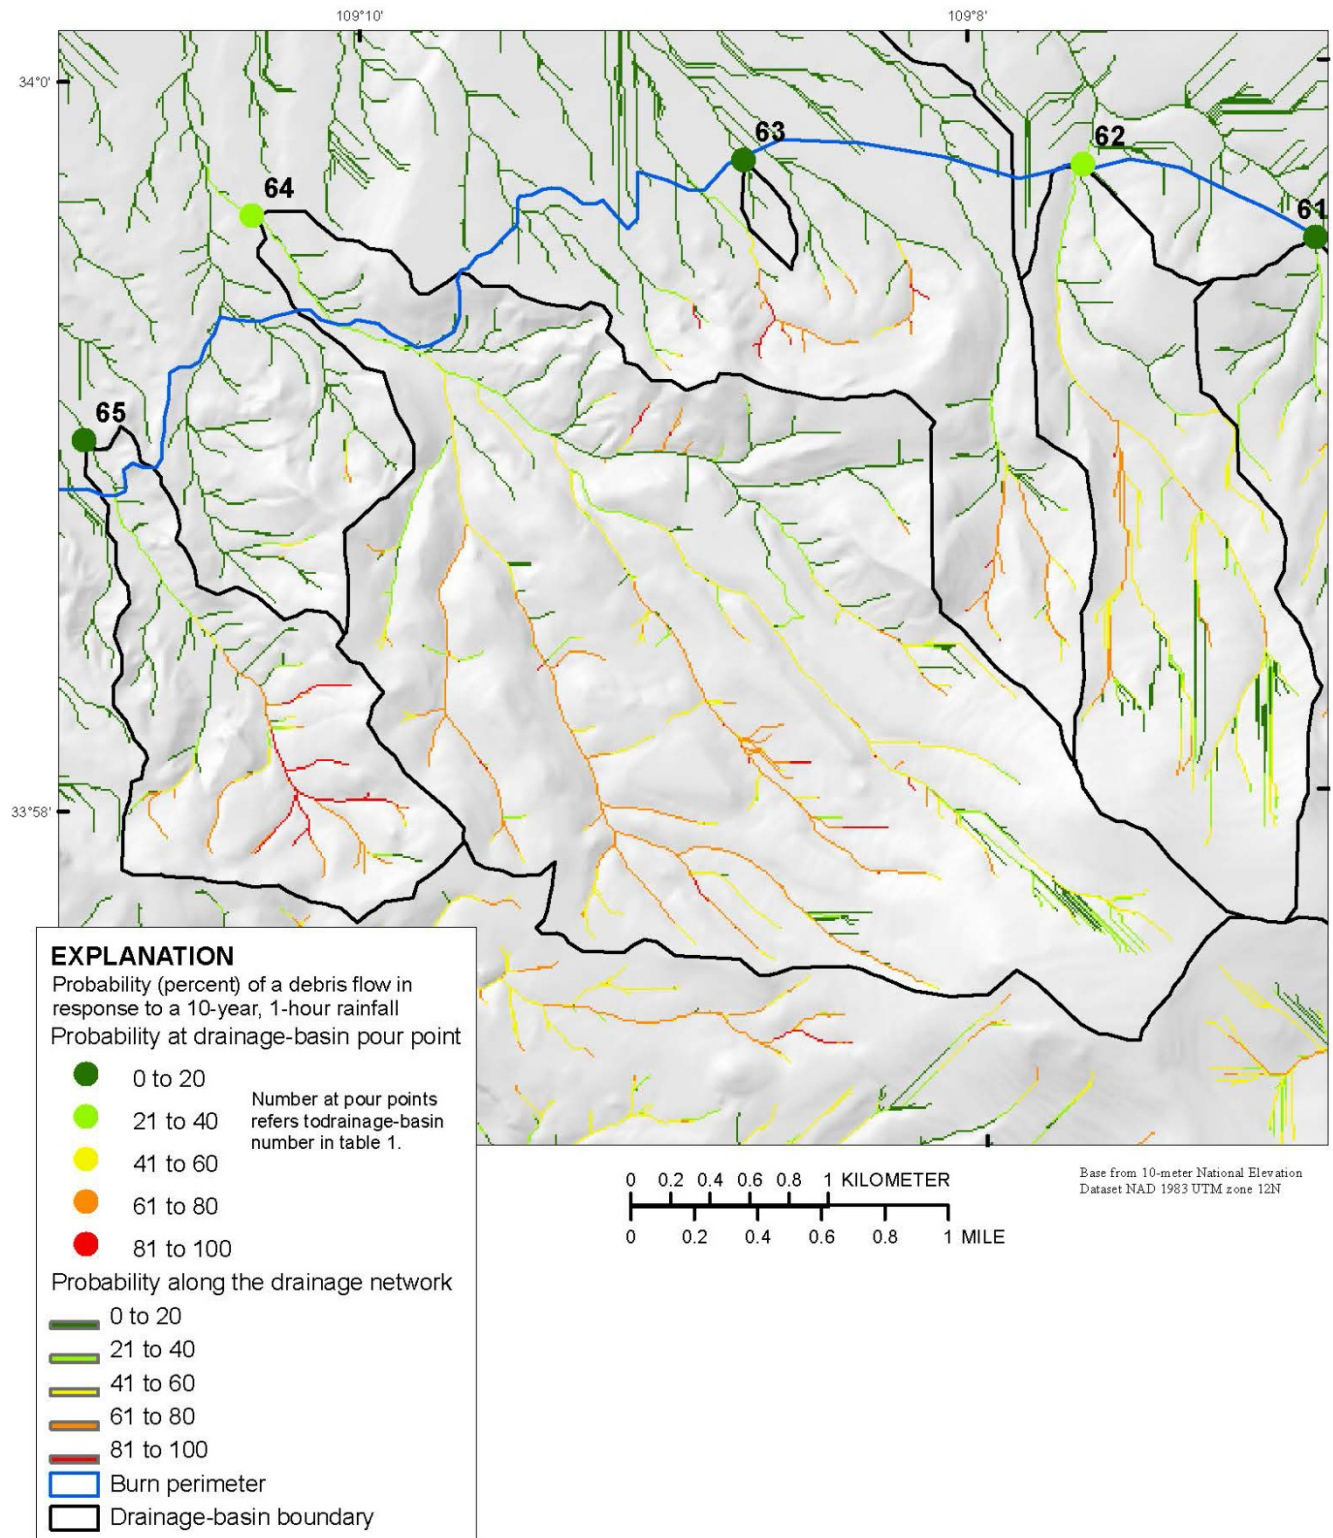 109°10'
109°8'
34°0'
63
62
64
61
65
33°58'
EXPLANATION
Probability (percent) of a debris flow in
response to a 10-year, 1-hour rainfall
Probability at drainage-basin pour point
0 to 20
21 to 40
41 to 60
61 to 80
81 to 100
Number at pour points
refers todrainage-basin
number in table 1.
Probability along the drainage network
0 to 20
21 to 40
41 to 60
61 to 80
81 to 100
Burn perimeter
Drainage-basin boundary
0 0.2 0.4 0.6 0.8 1 KILOMETER
0 0.2 0.4 0.6 0.8 1 MILE
Base from 10-meter National Elevation
Dataset NAD 1983 UTM zone 12N